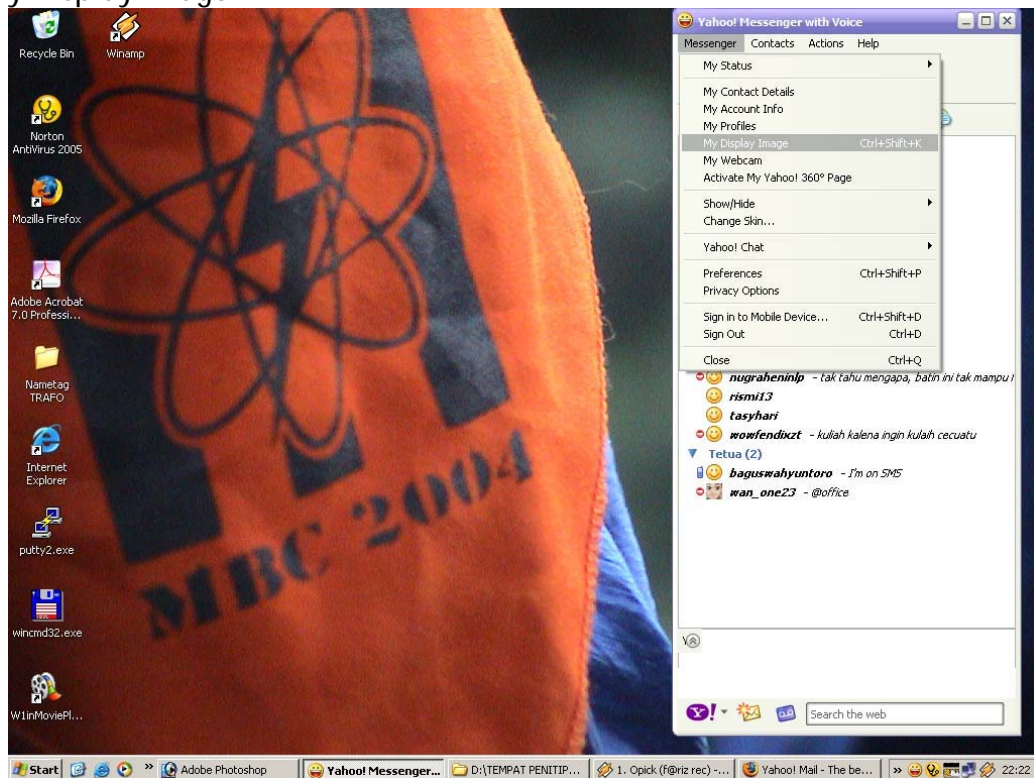 y Display Image
Recycle Bin
Winamp
Norton
AntiVirus 2005
Mozilla Firefox
Adobe Acrobat
7.0 Professi...
Nametag
TRAFO
Internet
Explorer
putty2.exe
wincmd32.exe
W1inMoviePl...
MBC 2004
Yahoo! Messenger with Voice
Messenger Contacts Actions Help
My Status
My Contact Details
My Account Info
My Profiles
My Display Image Ctrl+Shift+K
My Webcam
Activate My Yahoo! 360° Page
Show/Hide
Change Skin...
Yahoo! Chat
Preferences Ctrl+Shift+P
Privacy Options
Sign in to Mobile Device... Ctrl+Shift+D
Sign Out Ctrl+D
Close Ctrl+Q
nugraheninlp - tak tahu mengapa, batin ini tak mampu
rismi13
tasyhari
wowfendixzt - kuliah kalena ingin kulaih cecuatu
Tetua (2)
baguswahyuntoro - I'm on SMS
wan_one23 - @office
Y! Search the web
Start » Adobe Photoshop Yahoo! Messenger... D:\TEMPAT PENITIP... 1. Opick (f@riz rec) -... Yahoo! Mail - The be... »